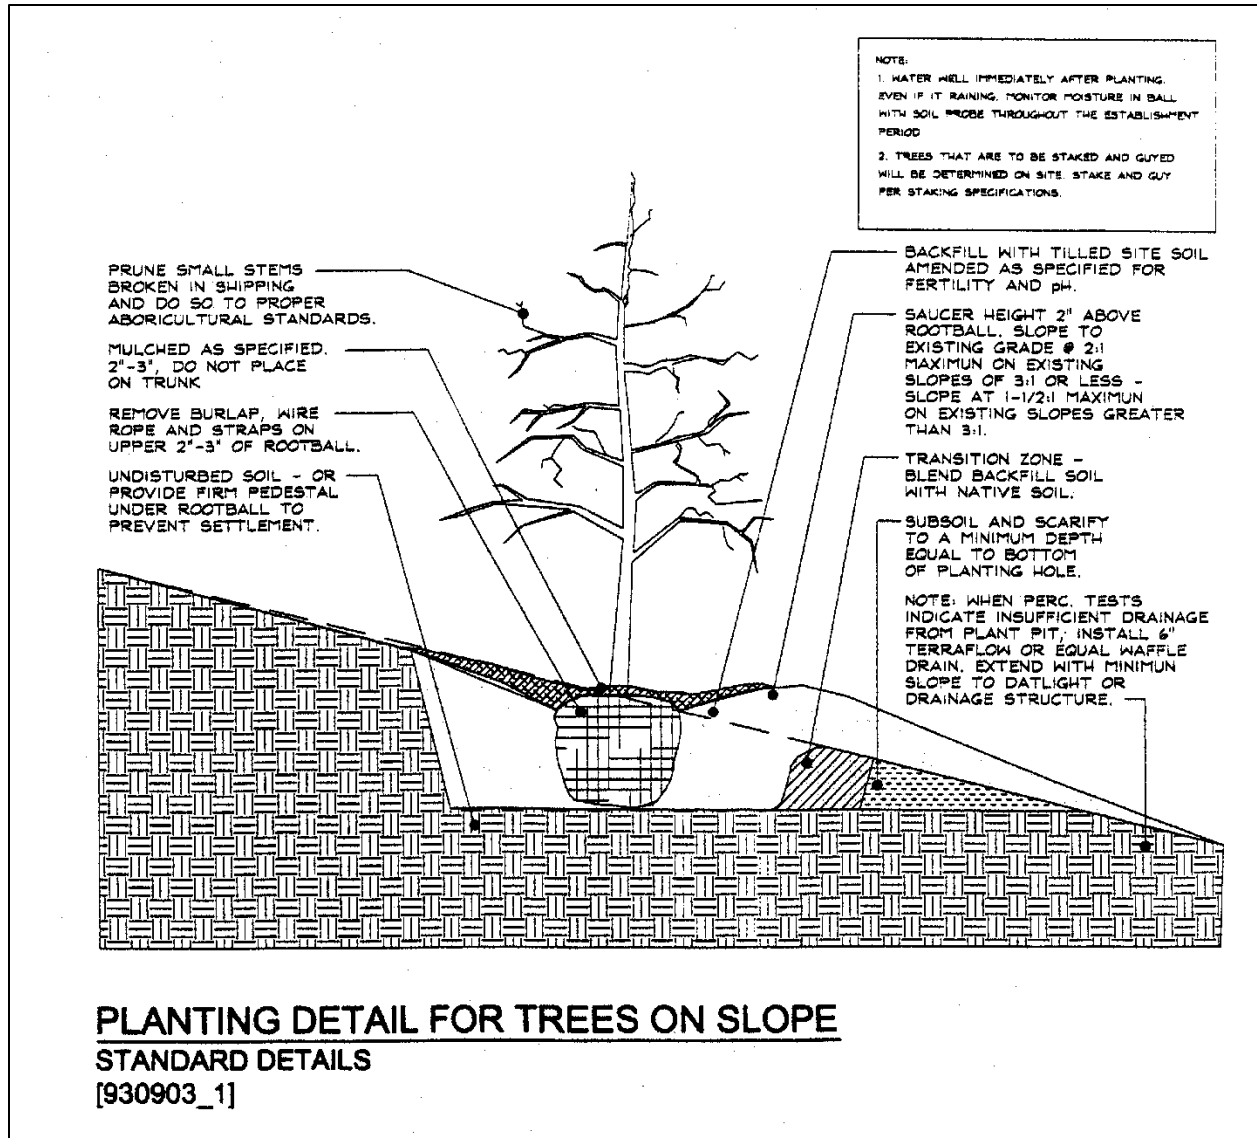 NOTE:
1. WATER WELL IMMEDIATELY AFTER PLANTING,
EVEN IF IT RAINING. MONITOR MOISTURE IN BALL
WITH SOIL PROBE THROUGHOUT THE ESTABLISHMENT
PERIOD
2. TREES THAT ARE TO BE STAKED AND GUYED
WILL BE DETERMINED ON SITE. STAKE AND GUY
PER STAKING SPECIFICATIONS.
PRUNE SMALL STEMS
BROKEN IN SHIPPING
AND DO SO TO PROPER
ABORICULTURAL STANDARDS.
MULCHED AS SPECIFIED.
2"-3", DO NOT PLACE
ON TRUNK
REMOVE BURLAP, WIRE
ROPE AND STRAPS ON
UPPER 2"-3" OF ROOTBALL.
UNDISTURBED SOIL - OR
PROVIDE FIRM PEDESTAL
UNDER ROOTBALL TO
PREVENT SETTLEMENT.
BACKFILL WITH TILLED SITE SOIL
AMENDED AS SPECIFIED FOR
FERTILITY AND pH.
SAUCER HEIGHT 2" ABOVE
ROOTBALL. SLOPE TO
EXISTING GRADE @ 2:1
MAXIMUN ON EXISTING
SLOPES OF 3:1 OR LESS -
SLOPE AT 1-1/2:1 MAXIMUN
ON EXISTING SLOPES GREATER
THAN 3:1.
TRANSITION ZONE -
BLEND BACKFILL SOIL
WITH NATIVE SOIL.
SUBSOIL AND SCARIFY
TO A MINIMUM DEPTH
EQUAL TO BOTTOM
OF PLANTING HOLE.
NOTE: WHEN PERC. TESTS
INDICATE INSUFFICIENT DRAINAGE
FROM PLANT PIT, INSTALL 6"
TERRAFLOW OR EQUAL WAFFLE
DRAIN. EXTEND WITH MINIMUN
SLOPE TO DATLIGHT OR
DRAINAGE STRUCTURE.
PLANTING DETAIL FOR TREES ON SLOPE
STANDARD DETAILS
[930903_1]